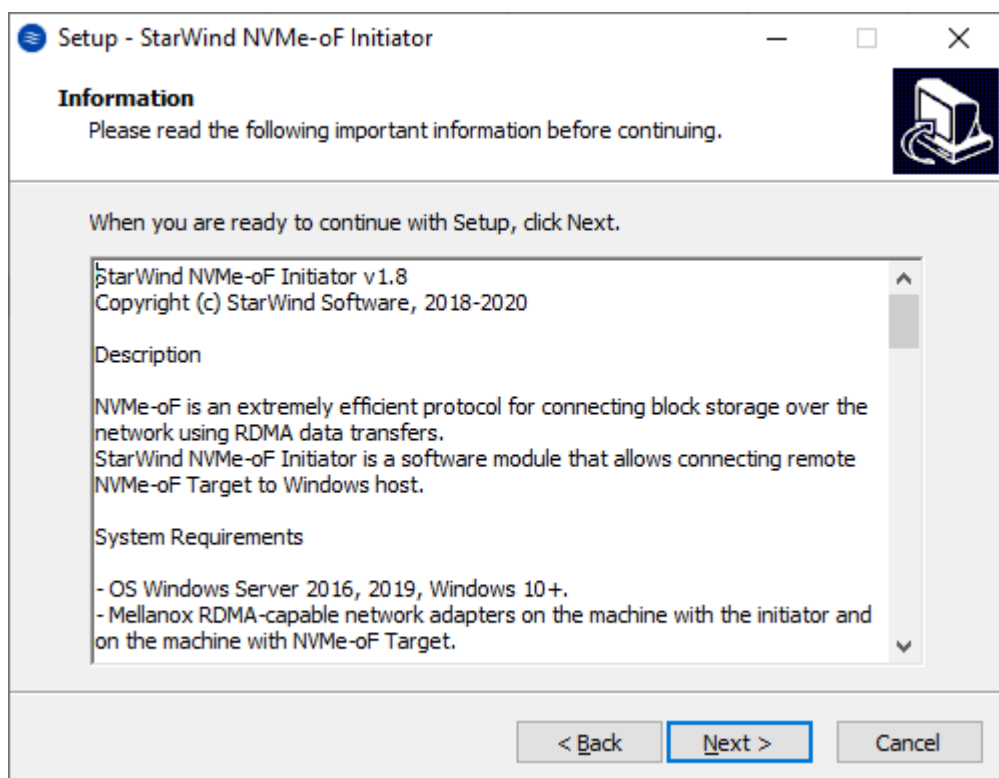 Setup - StarWind NVMe-oF Initiator
Information
Please read the following important information before continuing.
When you are ready to continue with Setup, click Next.
StarWind NVMe-oF Initiator v1.8
Copyright (c) StarWind Software, 2018-2020
Description
NVMe-oF is an extremely efficient protocol for connecting block storage over the
network using RDMA data transfers.
StarWind NVMe-oF Initiator is a software module that allows connecting remote
NVMe-oF Target to Windows host.
System Requirements
- OS Windows Server 2016, 2019, Windows 10+.
- Mellanox RDMA-capable network adapters on the machine with the initiator and
on the machine with NVMe-oF Target.
< Back Next > Cancel